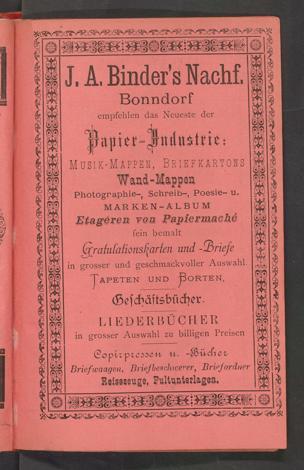 J. A. Binder's Nachf.
Bonndorf
empfehlen das Neueste der
Papier-Industrie:
MUSIK-MAPPEN, BRIEFKARTONS
Wand-Mappen
Photographie-, Schreib-, Poesie- u.
MARKEN-ALBUM
Etagèren von Papiermaché
fein bemalt
Gratulationskarten und -Briefe
in grosser und geschmackvoller Auswahl.
TAPETEN UND BORTEN,
Geschäftsbücher.
LIEDERBÜCHER
in grosser Auswahl zu billigen Preisen
Copirpressen u. -Bücher
Briefwaagen, Briefbeschwerer, Briefordner
Reisszeuge, Pultunterlagen.